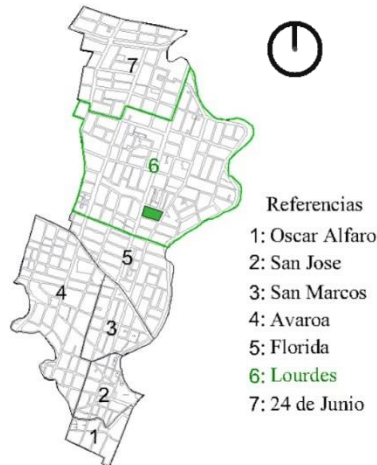 7
6
5
4
3
2
1
Referencias
1: Oscar Alfaro
2: San Jose
3: San Marcos
4: Avaroa
5: Florida
6: Lourdes
7: 24 de Junio